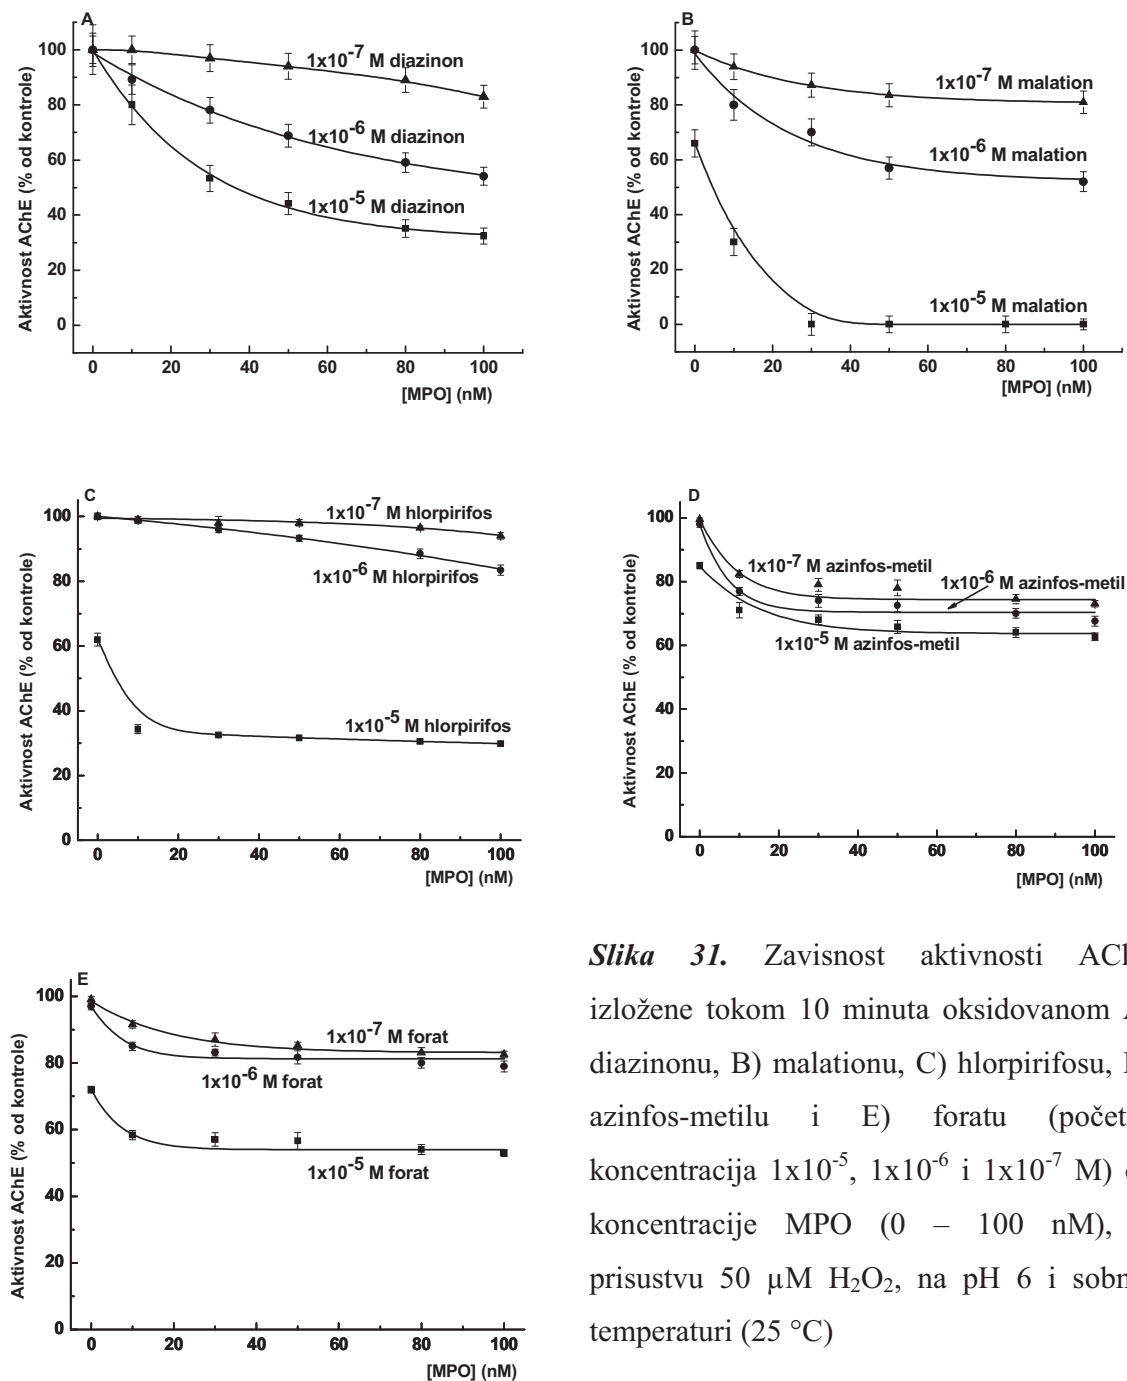 A
Aktivnost AChE (% od kontrole)
100
80
60
40
20
0
1x10-7 M diazinon
1x10-6 M diazinon
1x10-5 M diazinon
0 20 40 60 80 100
[MPO] (nM)
B
Aktivnost AChE (% od kontrole)
100
80
60
40
20
0
1x10-7 M malation
1x10-6 M malation
1x10-5 M malation
0 20 40 60 80 100
[MPO] (nM)
C
Aktivnost AChE (% od kontrole)
100
80
60
40
20
0
1x10-7 M hlorpirifos
1x10-6 M hlorpirifos
1x10-5 M hlorpirifos
0 20 40 60 80 100
[MPO] (nM)
D
Aktivnost AChE (% od kontrole)
100
80
60
40
20
0
1x10-7 M azinfos-metil
1x10-6 M azinfos-metil
1x10-5 M azinfos-metil
0 20 40 60 80 100
[MPO] (nM)
E
Aktivnost AChE (% od kontrole)
100
80
60
40
20
0
1x10-7 M forat
1x10-6 M forat
1x10-5 M forat
0 20 40 60 80 100
[MPO] (nM)
Slika 31. Zavisnost aktivnosti
izložene tokom 10 minuta oksidovanom
diazinonu, B) malationu, C) hlorpirifosu,
azinfos-metilu i E) foratu
koncentracija 1x10-5, 1x10-6 i 1x10-7 M)
koncentracije MPO (0 – 100 nM),
prisustvu 50 µM H2O2, na pH 6 i
temperaturi (25 °C)